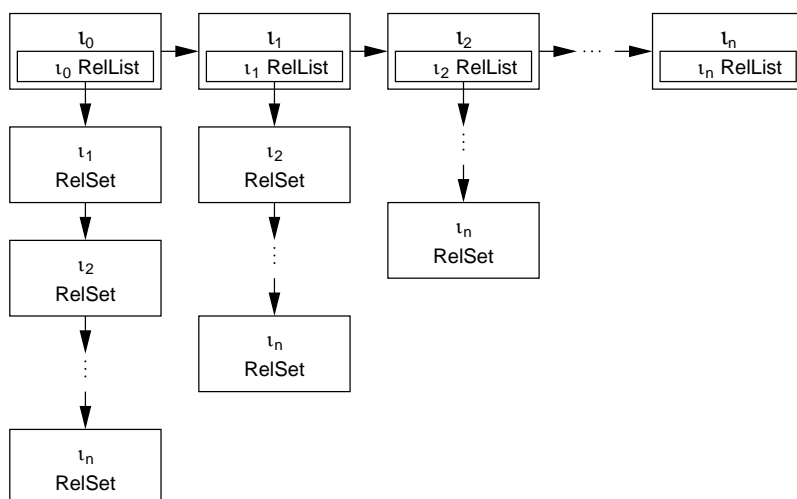 ι₀ ι₁ ι₂ ιₙ
ι₀ RelList ι₁ RelList ι₂ RelList ... ιₙ RelList
ι₁ ι₂ ...
RelSet RelSet
ι₂ ... ιₙ
RelSet RelSet
... ιₙ
RelSet
ιₙ
RelSet